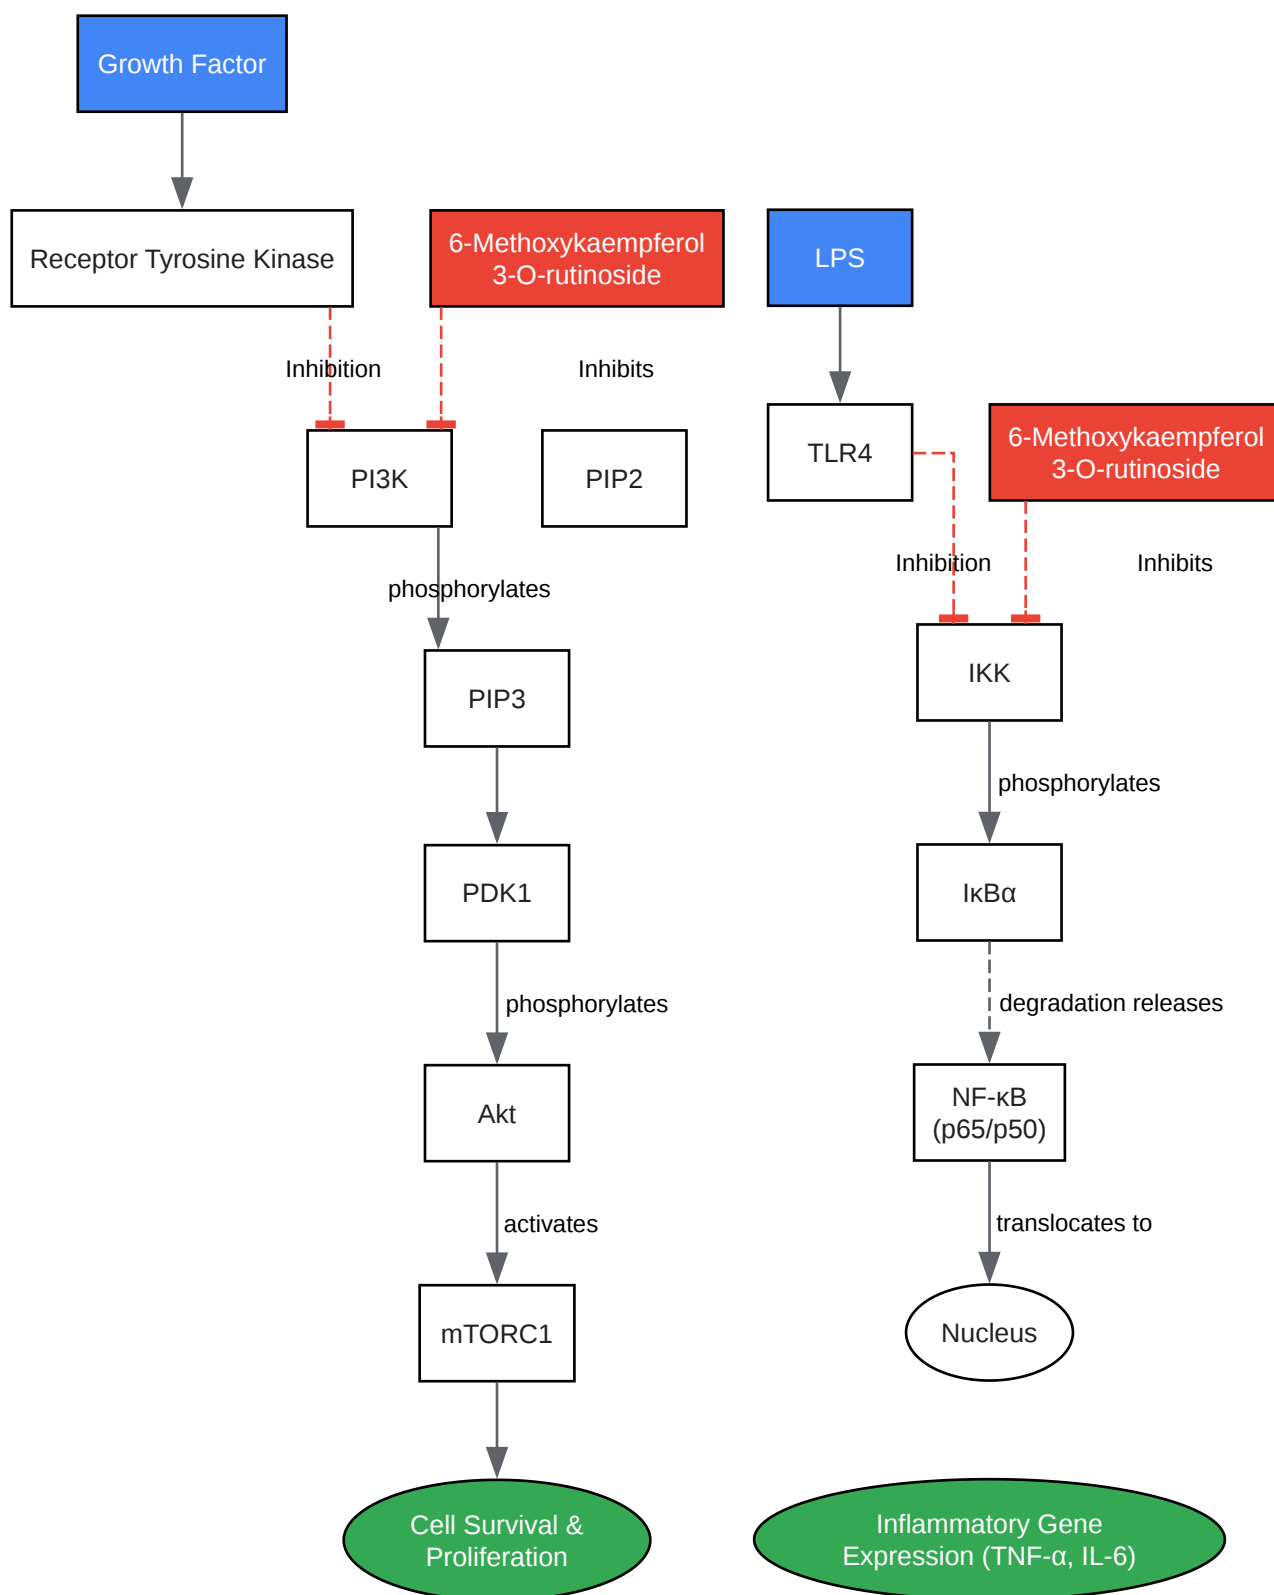 Growth Factor
Receptor Tyrosine Kinase
6-Methoxykaempferol
3-O-rutinoside
LPS
Inhibition
Inhibits
PI3K
PIP2
TLR4
6-Methoxykaempferol
3-O-rutinoside
phosphorylates
Inhibition
Inhibits
PIP3
IKK
phosphorylates
PDK1
IκBα
phosphorylates
degradation releases
Akt
NF-κB
(p65/p50)
activates
translocates to
mTORC1
Nucleus
Cell Survival &
Proliferation
Inflammatory Gene
Expression (TNF-α, IL-6)